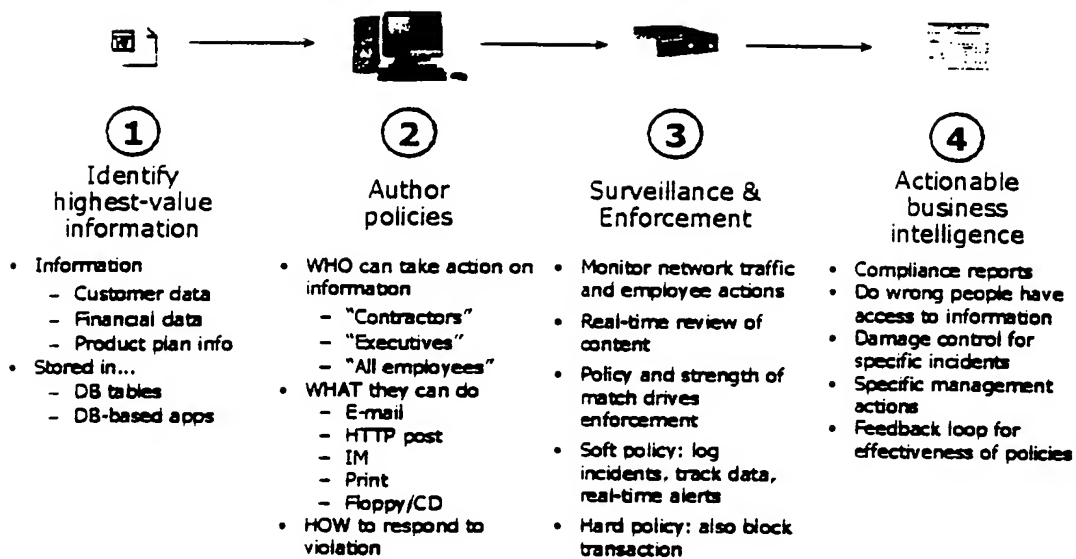 1
Identify
highest-value
information
• Information
– Customer data
– Financial data
– Product plan info
• Stored in...
– DB tables
– DB-based apps
2
Author
policies
• WHO can take action on
information
– "Contractors"
– "Executives"
– "All employees"
• WHAT they can do
– E-mail
– HTTP post
– IM
– Print
– Floppy/CD
• HOW to respond to
violation
3
Surveillance &
Enforcement
• Monitor network traffic
and employee actions
• Real-time review of
content
• Policy and strength of
match drives
enforcement
• Soft policy: log
incidents, track data,
real-time alerts
• Hard policy: also block
transaction
4
Actionable
business
intelligence
• Compliance reports
• Do wrong people have
access to information
• Damage control for
specific incidents
• Specific management
actions
• Feedback loop for
effectiveness of policies